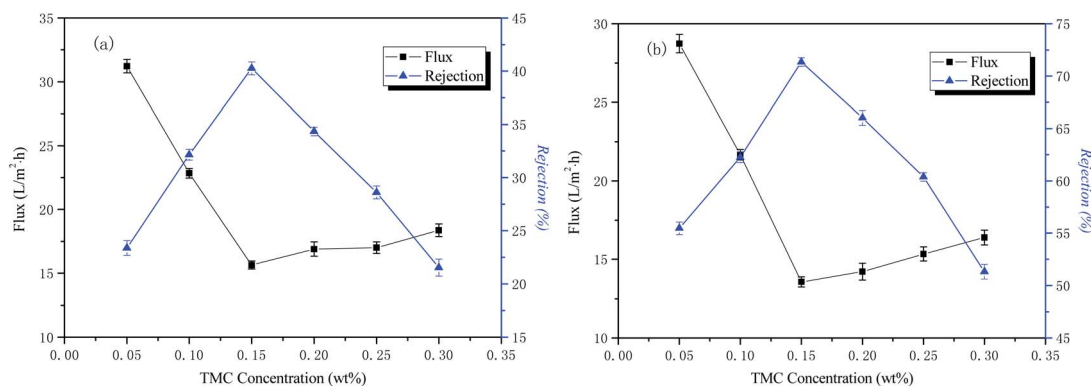 (a)
Flux
Rejection
Flux (L/m²·h)
35
30
25
20
15
10
Rejection (%)
45
40
35
30
25
20
15
0.00 0.05 0.10 0.15 0.20 0.25 0.30 0.35
TMC Concentration (wt%)
(b)
Flux
Rejection
Flux (L/m²·h)
30
25
20
15
10
Rejection (%)
75
70
65
60
55
50
45
0.00 0.05 0.10 0.15 0.20 0.25 0.30 0.35
TMC Concentration (wt%)